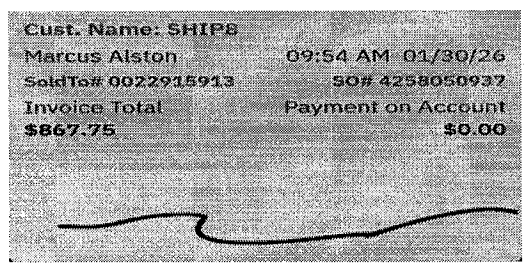 Cust. Name: SHIP8
Marcus Alston 09:54 AM 01/30/26
SoldTo# 0022915913 SO# 4258050937
Invoice Total Payment on Account
$867.75 $0.00